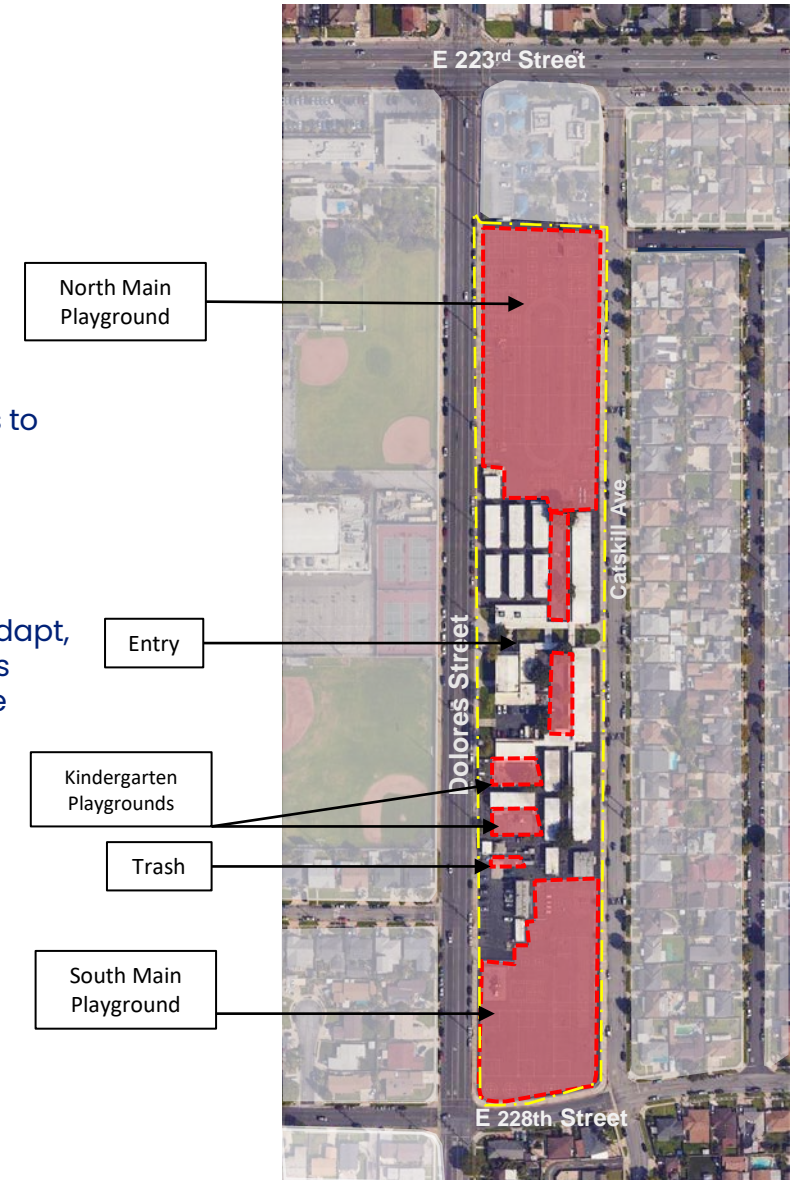 E 223rd Street
North Main
Playground
s to
Catskill Ave
dapt,
Entry
s
e
Dolores Street
Kindergarten
Playgrounds
Trash
South Main
Playground
E 228th Street